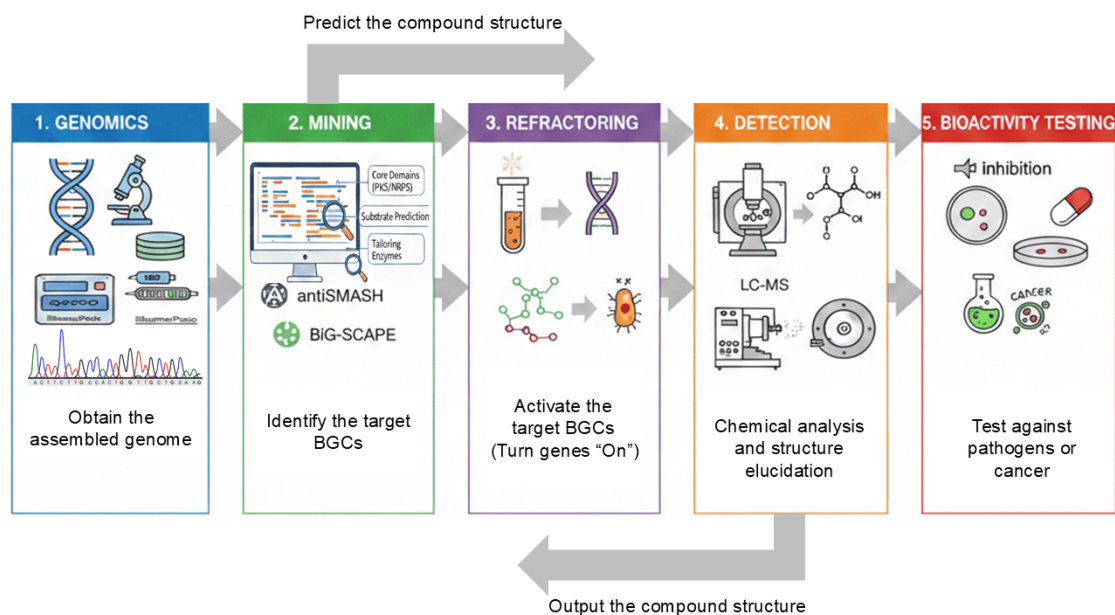 Predict the compound structure
1. GENOMICS
2. MINING
3. REFRACTORING
4. DETECTION
5. BIOACTIVITY TESTING
Core Domains
(PKS/NRPS)
Substrate Prediction
Tailoring
Enzymes
antiSMASH
BiG-SCAPE
LC-MS
inhibition
CANCER
A C T T C T T G C C A C T G G T T G C T G C A A G
Obtain the
assembled genome
Identify the target
BGCs
Activate the
target BGCs
(Turn genes “On”)
Chemical analysis
and structure
elucidation
Test against
pathogens or
cancer
Output the compound structure